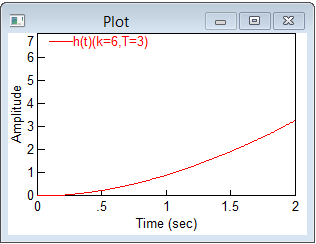 Plot
h(t)(k=6,T=3)
7
6
5
4
3
2
1
0
Amplitude
0 .5 1 1.5 2
Time (sec)